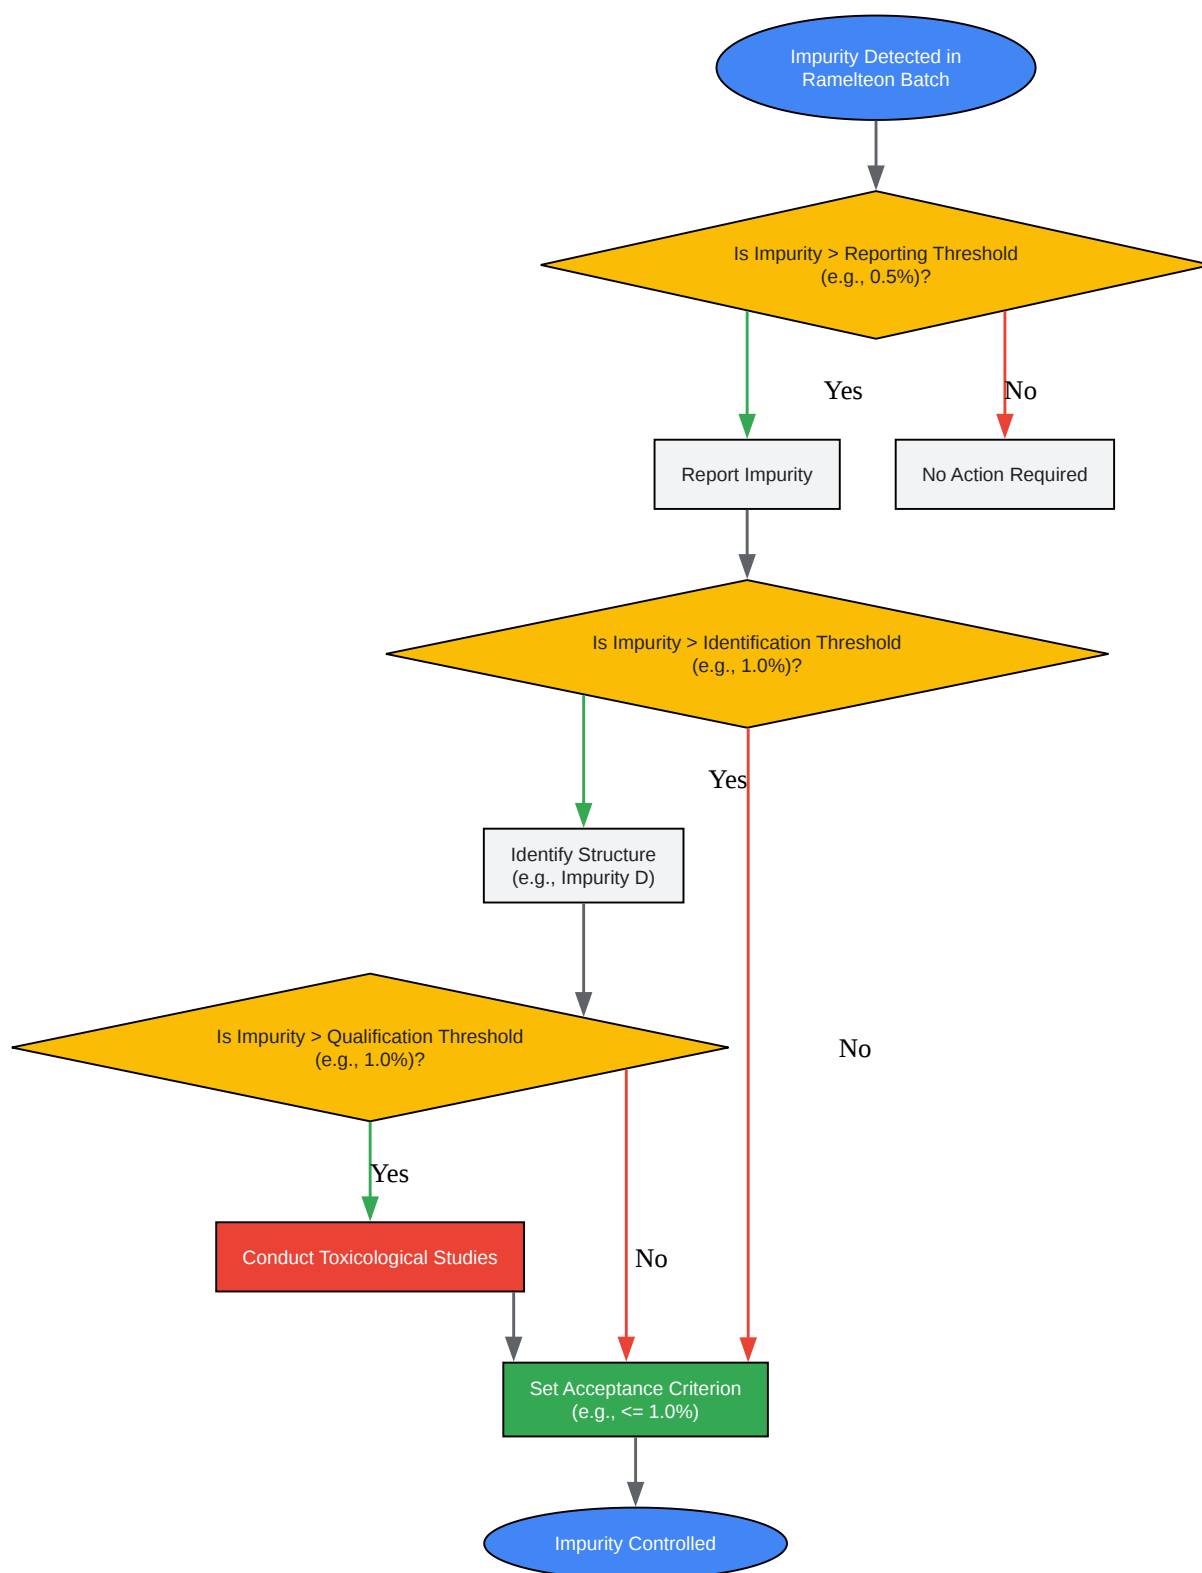 Impurity Detected in
Ramelteon Batch
Is Impurity > Reporting Threshold
(e.g., 0.5%)?
Yes
No
Report Impurity
No Action Required
Is Impurity > Identification Threshold
(e.g., 1.0%)?
Yes
Identify Structure
(e.g., Impurity D)
Is Impurity > Qualification Threshold
(e.g., 1.0%)?
No
Yes
Conduct Toxicological Studies
No
Set Acceptance Criterion
(e.g., <= 1.0%)
Impurity Controlled